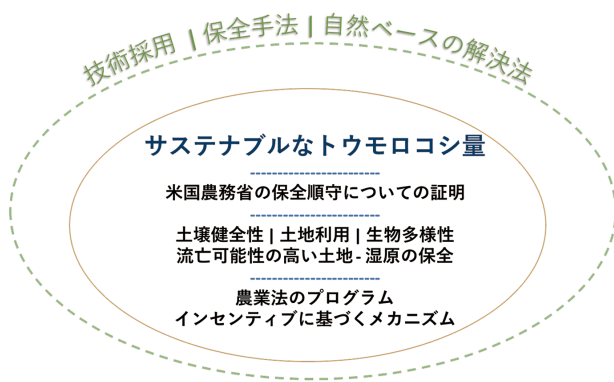 技術採用 | 保全手法 | 自然ベースの解決法
サステナブルなトウモロコシ量
------------------------
米国農務省の保全順守についての証明
------------------------
土壌健全性 | 土地利用 | 生物多様性
流亡可能性の高い土地 - 湿原の保全
------------------------
農業法のプログラム
インセンティブに基づくメカニズム